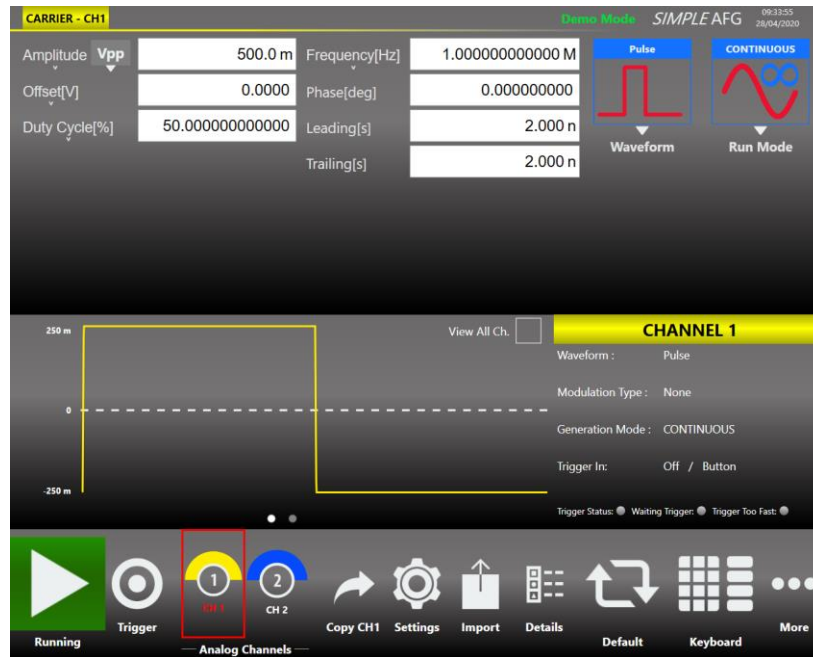 CARRIER - CH1
Demo Mode
SIMPLE AFG
09:33:55
28/04/2020
Amplitude Vpp 500.0 m
Frequency[Hz] 1.000000000000 M
Offset[V] 0.0000
Phase[deg] 0.000000000
Duty Cycle[%] 50.000000000000
Leading[s] 2.000 n
Trailing[s] 2.000 n
Pulse
Waveform
CONTINUOUS
Run Mode
250 m
0
-250 m
View All Ch.
CHANNEL 1
Waveform : Pulse
Modulation Type : None
Generation Mode : CONTINUOUS
Trigger In: Off / Button
Trigger Status: Waiting Trigger: Trigger Too Fast:
Running
Trigger
1
CH 1
2
CH 2
Analog Channels
Copy CH1
Settings
Import
Details
Default
Keyboard
More